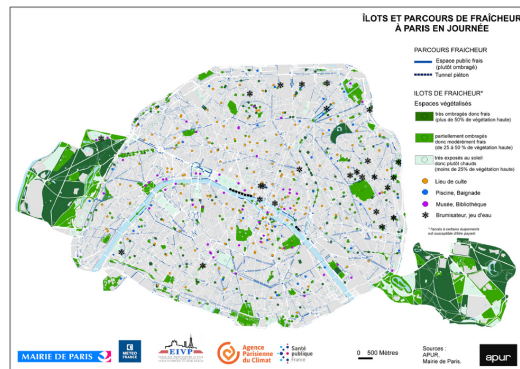 ÎLOTS ET PARCOURS DE FRAÎCHEUR
À PARIS EN JOURNÉE
PARCOURS FRAICHEUR
Espace public frais
(plutôt ombragé)
Tunnel piéton
ILOTS DE FRAICHEUR*
Espaces végétalisés
très ombragés donc frais
(plus de 50% de végétation haute)
partiellement ombragés
donc modérément frais
(de 25 à 50 % de végétation haute)
très exposés au soleil
donc plutôt chauds
(moins de 25% de végétation haute)
Lieu de culte
Piscine, Baignade
Musée, Bibliothèque
Brumisateur, jeu d'eau
MAIRIE DE PARIS
METEO
FRANCE
EIVP
Agence
Parisienne
du Climat
Santé
publique
France
0 500 Mètres
Sources :
APUR,
Mairie de Paris.
apur